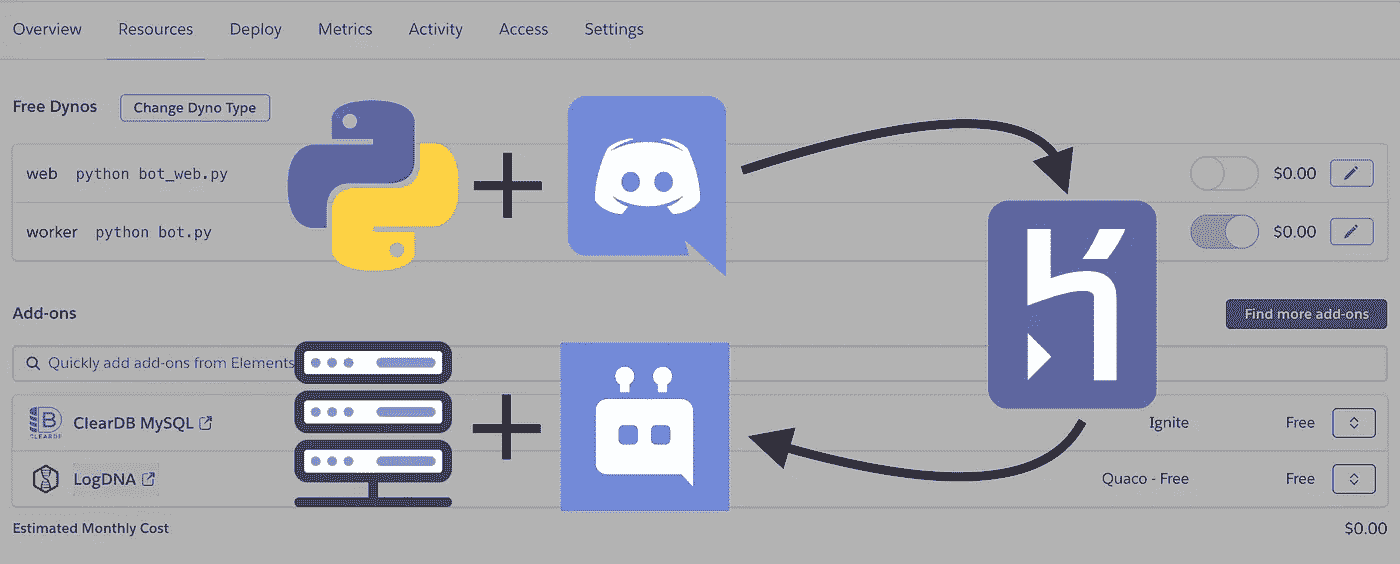 Overview Resources Deploy Metrics Activity Access Settings
Free Dynos Change Dyno Type
web python bot_web.py $0.00
worker python bot.py $0.00
Add-ons Find more add-ons
Quickly add add-ons from Elements
ClearDB MySQL Ignite Free
LogDNA Quaco - Free Free
Estimated Monthly Cost $0.00